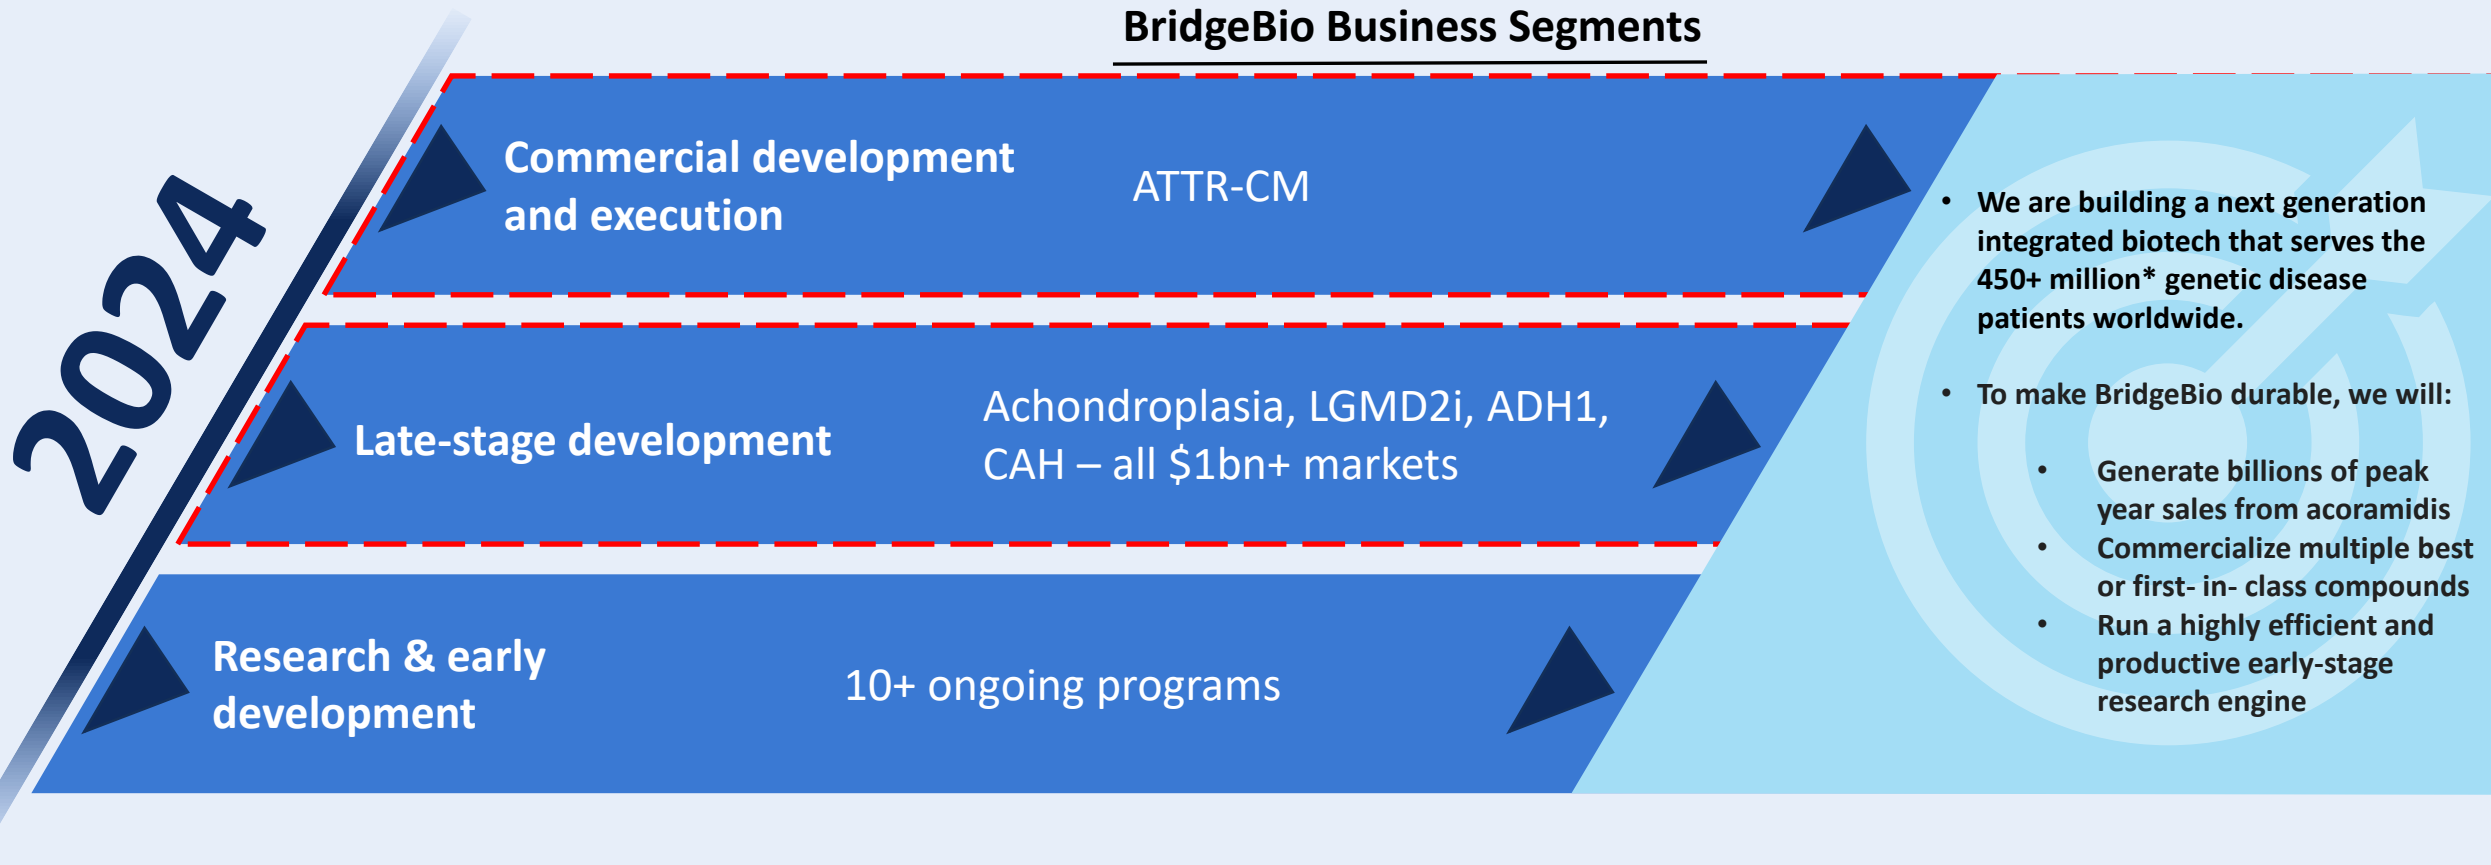 BridgeBio Business Segments
2024
Commercial development
and execution
ATTR-CM
Late-stage development
Achondroplasia, LGMD2i, ADH1,
CAH – all $1bn+ markets
Research & early
development
10+ ongoing programs
• We are building a next generation
integrated biotech that serves the
450+ million* genetic disease
patients worldwide.
• To make BridgeBio durable, we will:
• Generate billions of peak
year sales from acoramidis
• Commercialize multiple best
or first- in- class compounds
• Run a highly efficient and
productive early-stage
research engine